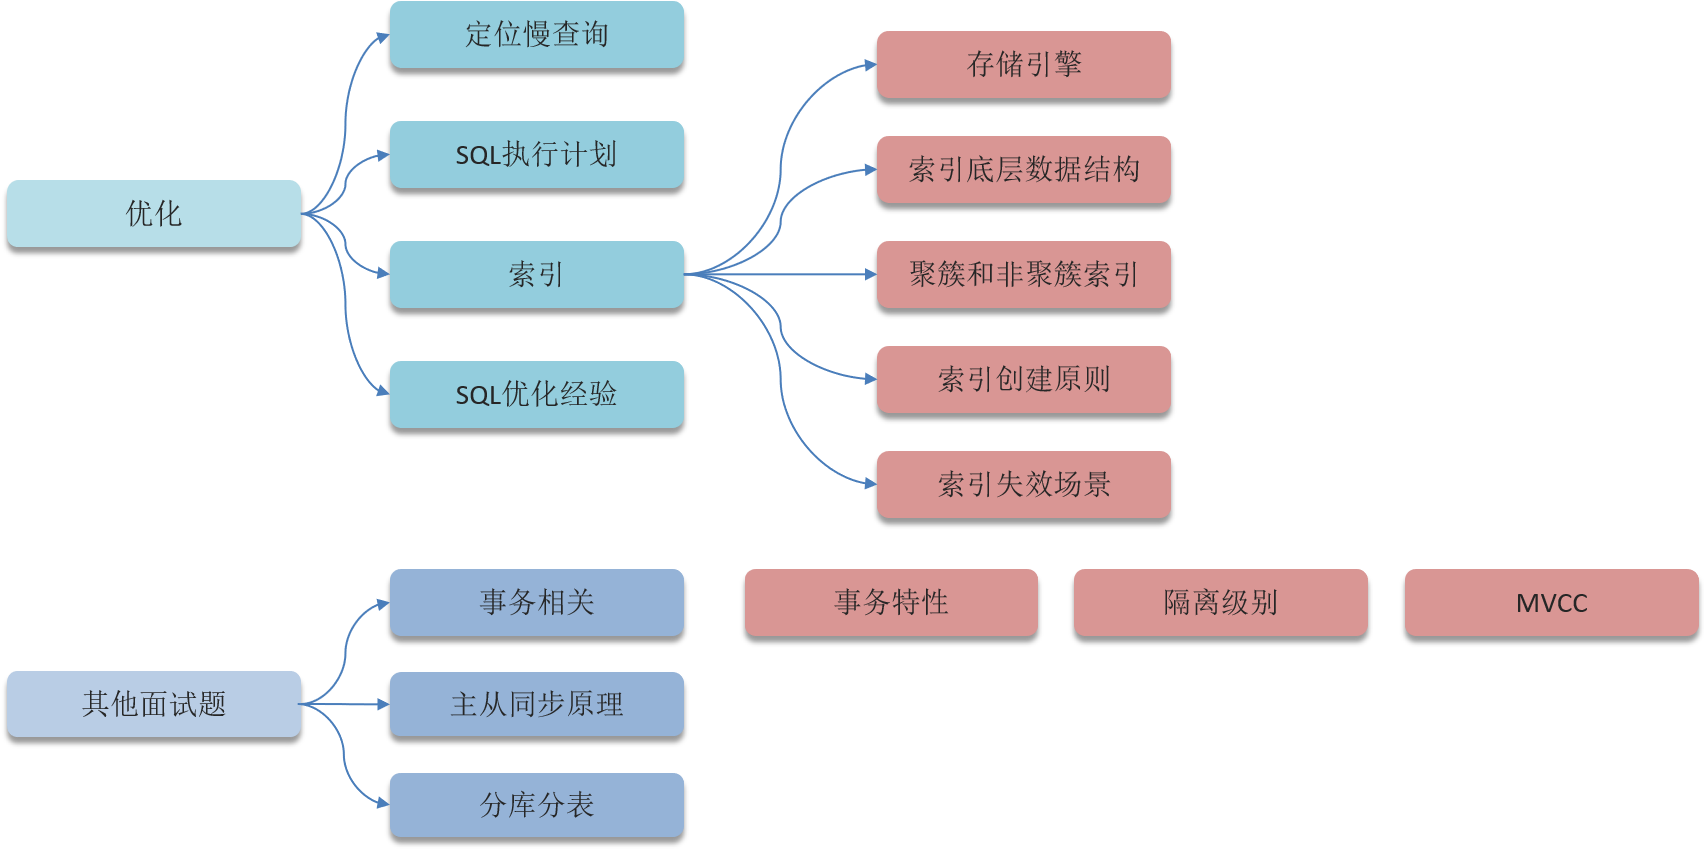 优化
定位慢查询
SQL执行计划
索引
SQL优化经验
存储引擎
索引底层数据结构
聚簇和非聚簇索引
索引创建原则
索引失效场景
其他面试题
事务相关
主从同步原理
分库分表
事务特性
隔离级别
MVCC